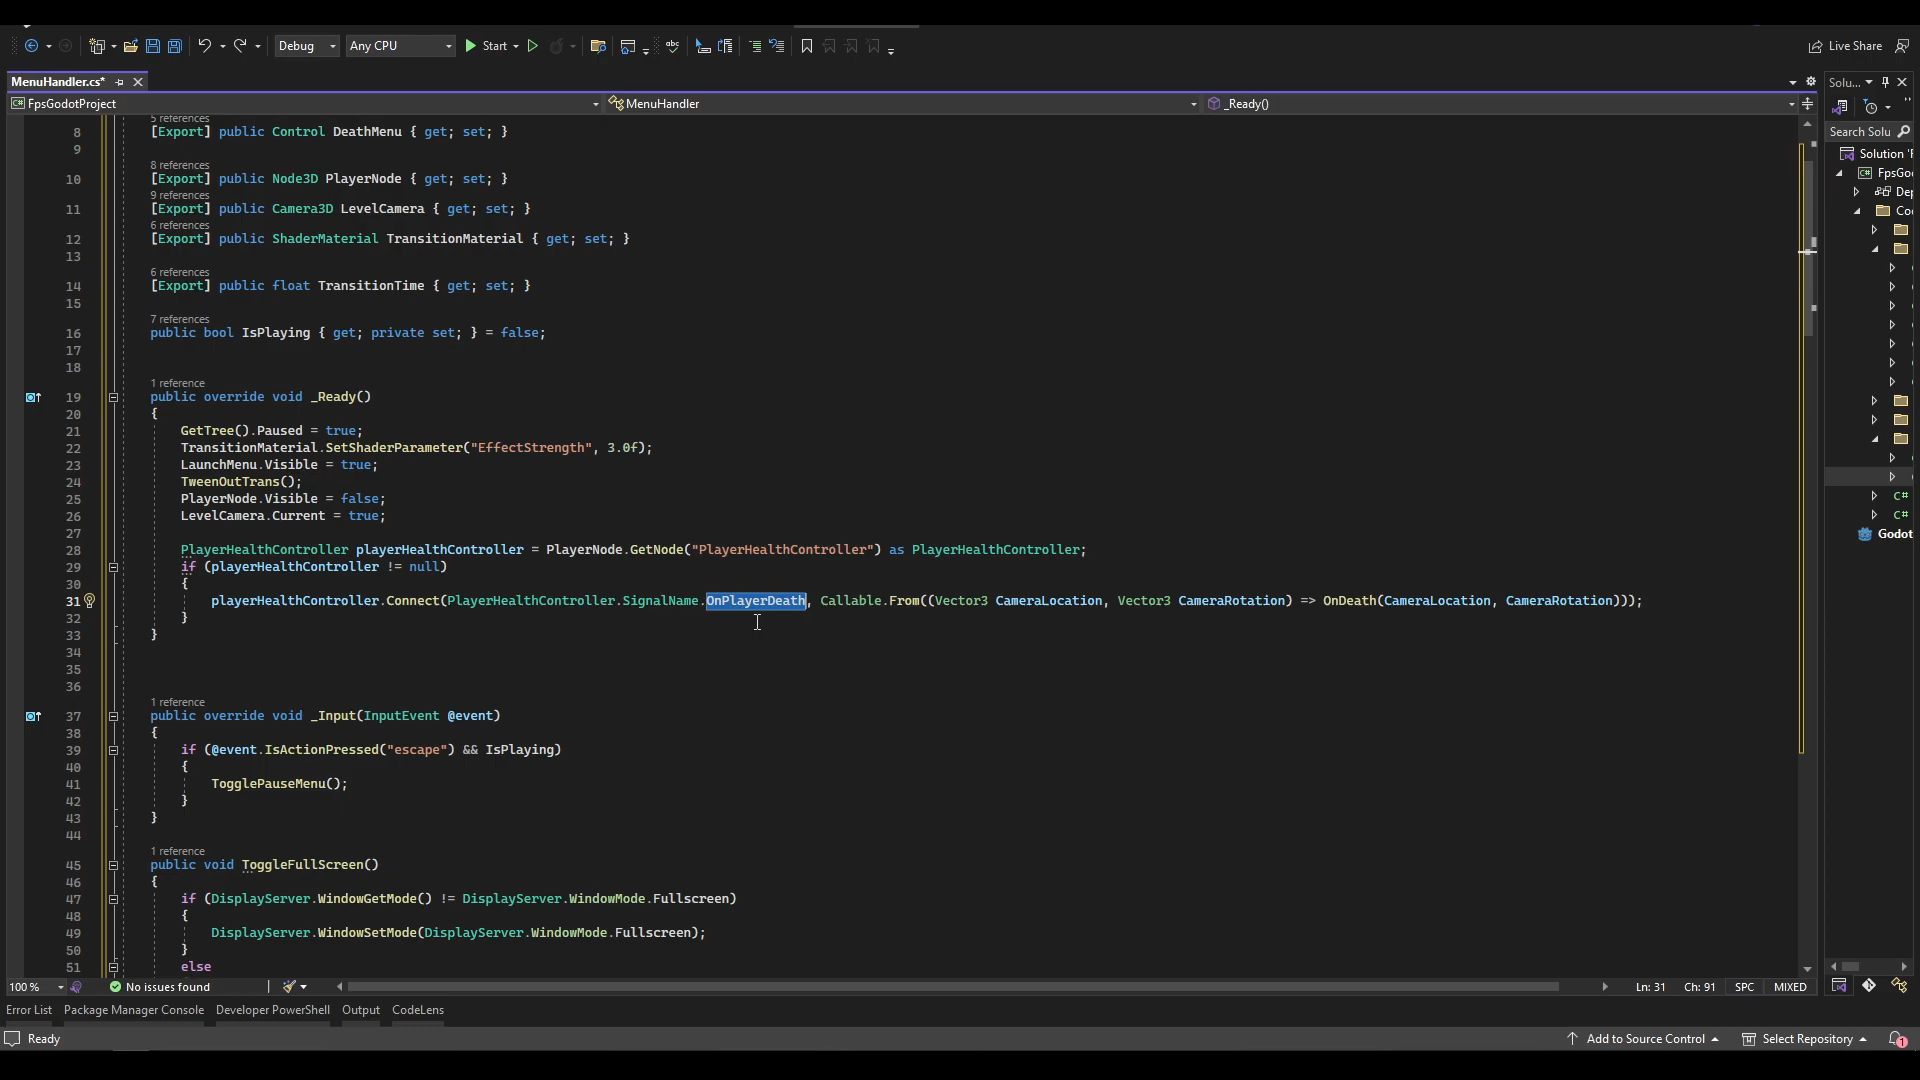 Debug
Any CPU
Start
Live Share
MenuHandler.cs*
Solu...
FpsGodotProject
MenuHandler
_Ready()
Search Solu
Solution 'F
FpsGo
De
Co
Godot
5 references
8 [Export] public Control DeathMenu { get; set; }
9
8 references
10 [Export] public Node3D PlayerNode { get; set; }
9 references
11 [Export] public Camera3D LevelCamera { get; set; }
6 references
12 [Export] public ShaderMaterial TransitionMaterial { get; set; }
13
6 references
14 [Export] public float TransitionTime { get; set; }
15
7 references
16 public bool IsPlaying { get; private set; } = false;
17
18
1 reference
19 public override void _Ready()
20 {
21 GetTree().Paused = true;
22 TransitionMaterial.SetShaderParameter("EffectStrength", 3.0f);
23 LaunchMenu.Visible = true;
24 TweenOutTrans();
25 PlayerNode.Visible = false;
26 LevelCamera.Current = true;
27
28 PlayerHealthController playerHealthController = PlayerNode.GetNode("PlayerHealthController") as PlayerHealthController;
29 if (playerHealthController != null)
30 {
31 playerHealthController.Connect(PlayerHealthController.SignalName.OnPlayerDeath, Callable.From((Vector3 CameraLocation, Vector3 CameraRotation) => OnDeath(CameraLocation, CameraRotation)));
32 }
33 }
34
35
36
1 reference
37 public override void _Input(InputEvent @event)
38 {
39 if (@event.IsActionPressed("escape") && IsPlaying)
40 {
41 TogglePauseMenu();
42 }
43 }
44
1 reference
45 public void ToggleFullScreen()
46 {
47 if (DisplayServer.WindowGetMode() != DisplayServer.WindowMode.Fullscreen)
48 {
49 DisplayServer.WindowSetMode(DisplayServer.WindowMode.Fullscreen);
50 }
51 else
100 %
No issues found
Ln: 31
Ch: 91
SPC
MIXED
Error List
Package Manager Console
Developer PowerShell
Output
CodeLens
Ready
Add to Source Control
Select Repository
1